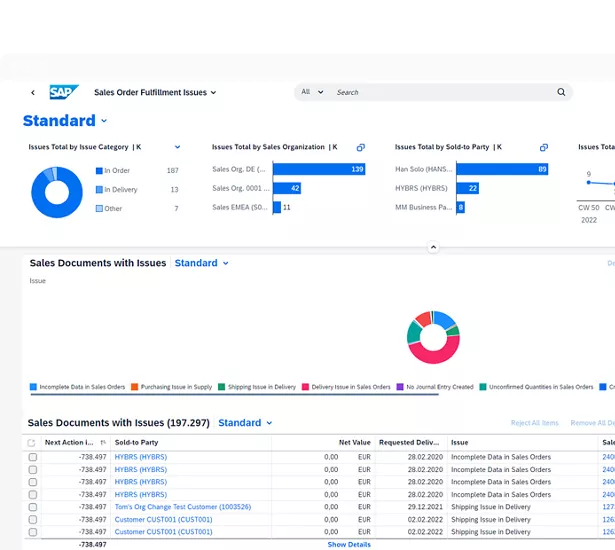 SAP Sales Order Fulfillment Issues All Search
Standard
Issues Total by Issue Category | K Issues Total by Sales Organization | K Issues Total by Sold-to Party | K Issues Tota
In Order 187 Sales Org. DE (... 139 Han Solo (HANS... 89 9
In Delivery 13 Sales Org. 0001 ... 42 HYBRS (HYBRS) 22
Other 7 Sales EMEA (S0... 11 MM Business Pa... 8 CW 50 CW
2022
Sales Documents with Issues Standard De
Issue
Incomplete Data in Sales Orders Purchasing Issue in Supply Shipping Issue in Delivery Delivery Issue in Sales Orders No Journal Entry Created Unconfirmed Quantities in Sales Orders
Sales Documents with Issues (197.297) Standard Reject All Items Remove All De
Next Action i... Sold-to Party Net Value Requested Deliv... Issue Sale
-738.497 HYBRS (HYBRS) 0,00 EUR 28.02.2020 Incomplete Data in Sales Orders 240
-738.497 HYBRS (HYBRS) 0,00 EUR 28.02.2020 Incomplete Data in Sales Orders 240
-738.497 HYBRS (HYBRS) 0,00 EUR 28.02.2020 Incomplete Data in Sales Orders 240
-738.497 HYBRS (HYBRS) 0,00 EUR 28.02.2020 Incomplete Data in Sales Orders 240
-738.497 Tom's Org Change Test Customer (1003526) 0,00 EUR 29.12.2021 Shipping Issue in Delivery 127
-738.497 Customer CUST001 (CUST001) 0,00 EUR 02.02.2022 Shipping Issue in Delivery 126
-738.497 Customer CUST001 (CUST001) 0,00 EUR 02.02.2022 Shipping Issue in Delivery 126
-738.497 Show Details